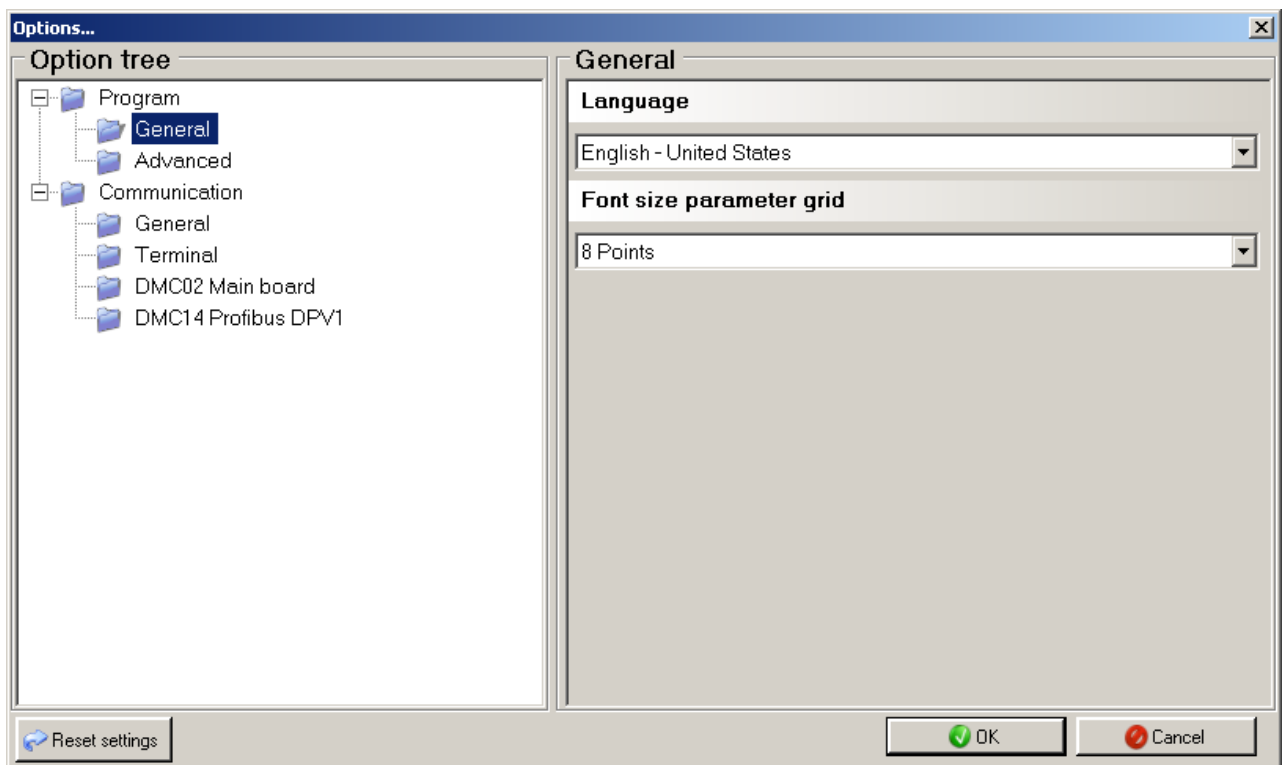 Options...
Option tree
Program
General
Advanced
Communication
General
Terminal
DMC02 Main board
DMC14 Profibus DPV1
General
Language
English - United States
Font size parameter grid
8 Points
Reset settings
OK
Cancel